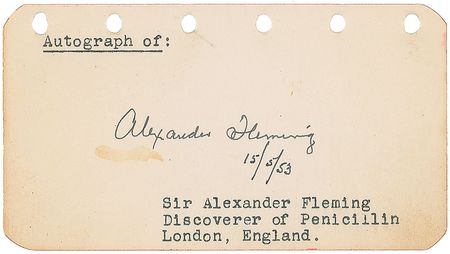 Autograph of:
Alexander Fleming
15/5/53
Sir Alexander Fleming
Discoverer of Penicillin
London, England.